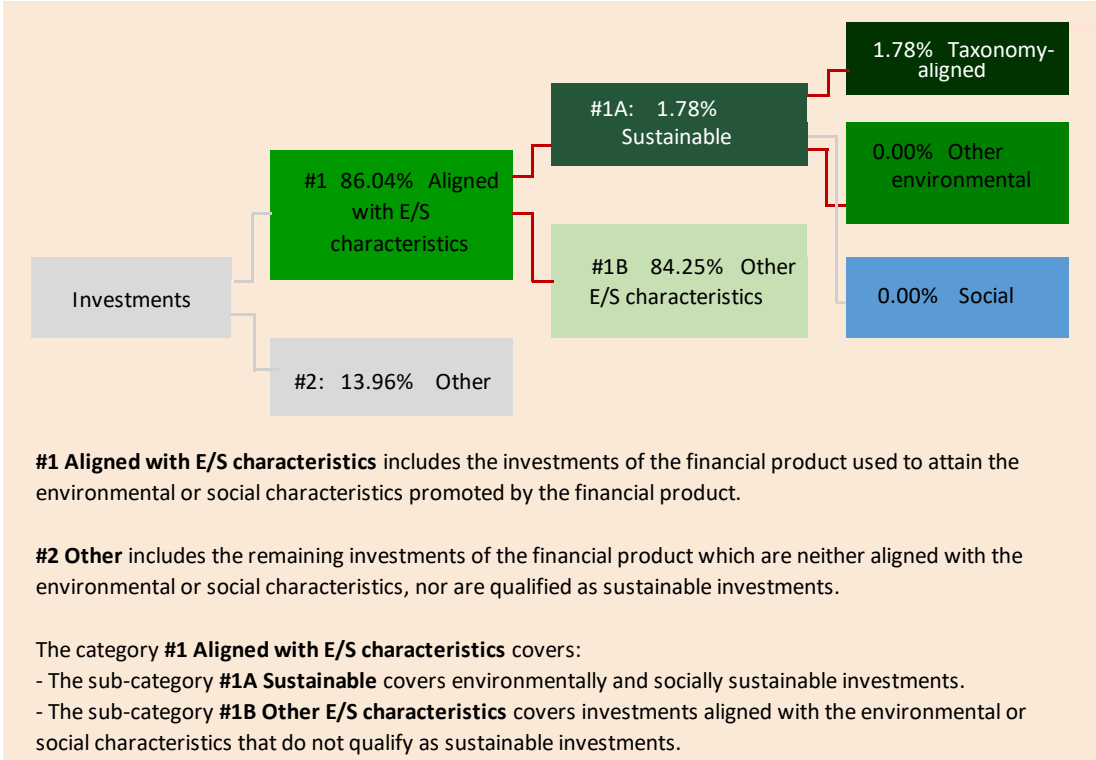 1.78% Taxonomy-
aligned
#1A: 1.78%
Sustainable
0.00% Other
environmental
#1 86.04% Aligned
with E/S
characteristics
#1B 84.25% Other
E/S characteristics
Investments
0.00% Social
#2: 13.96% Other
#1 Aligned with E/S characteristics includes the investments of the financial product used to attain the
environmental or social characteristics promoted by the financial product.
#2 Other includes the remaining investments of the financial product which are neither aligned with the
environmental or social characteristics, nor are qualified as sustainable investments.
The category #1 Aligned with E/S characteristics covers:
- The sub-category #1A Sustainable covers environmentally and socially sustainable investments.
- The sub-category #1B Other E/S characteristics covers investments aligned with the environmental or
social characteristics that do not qualify as sustainable investments.